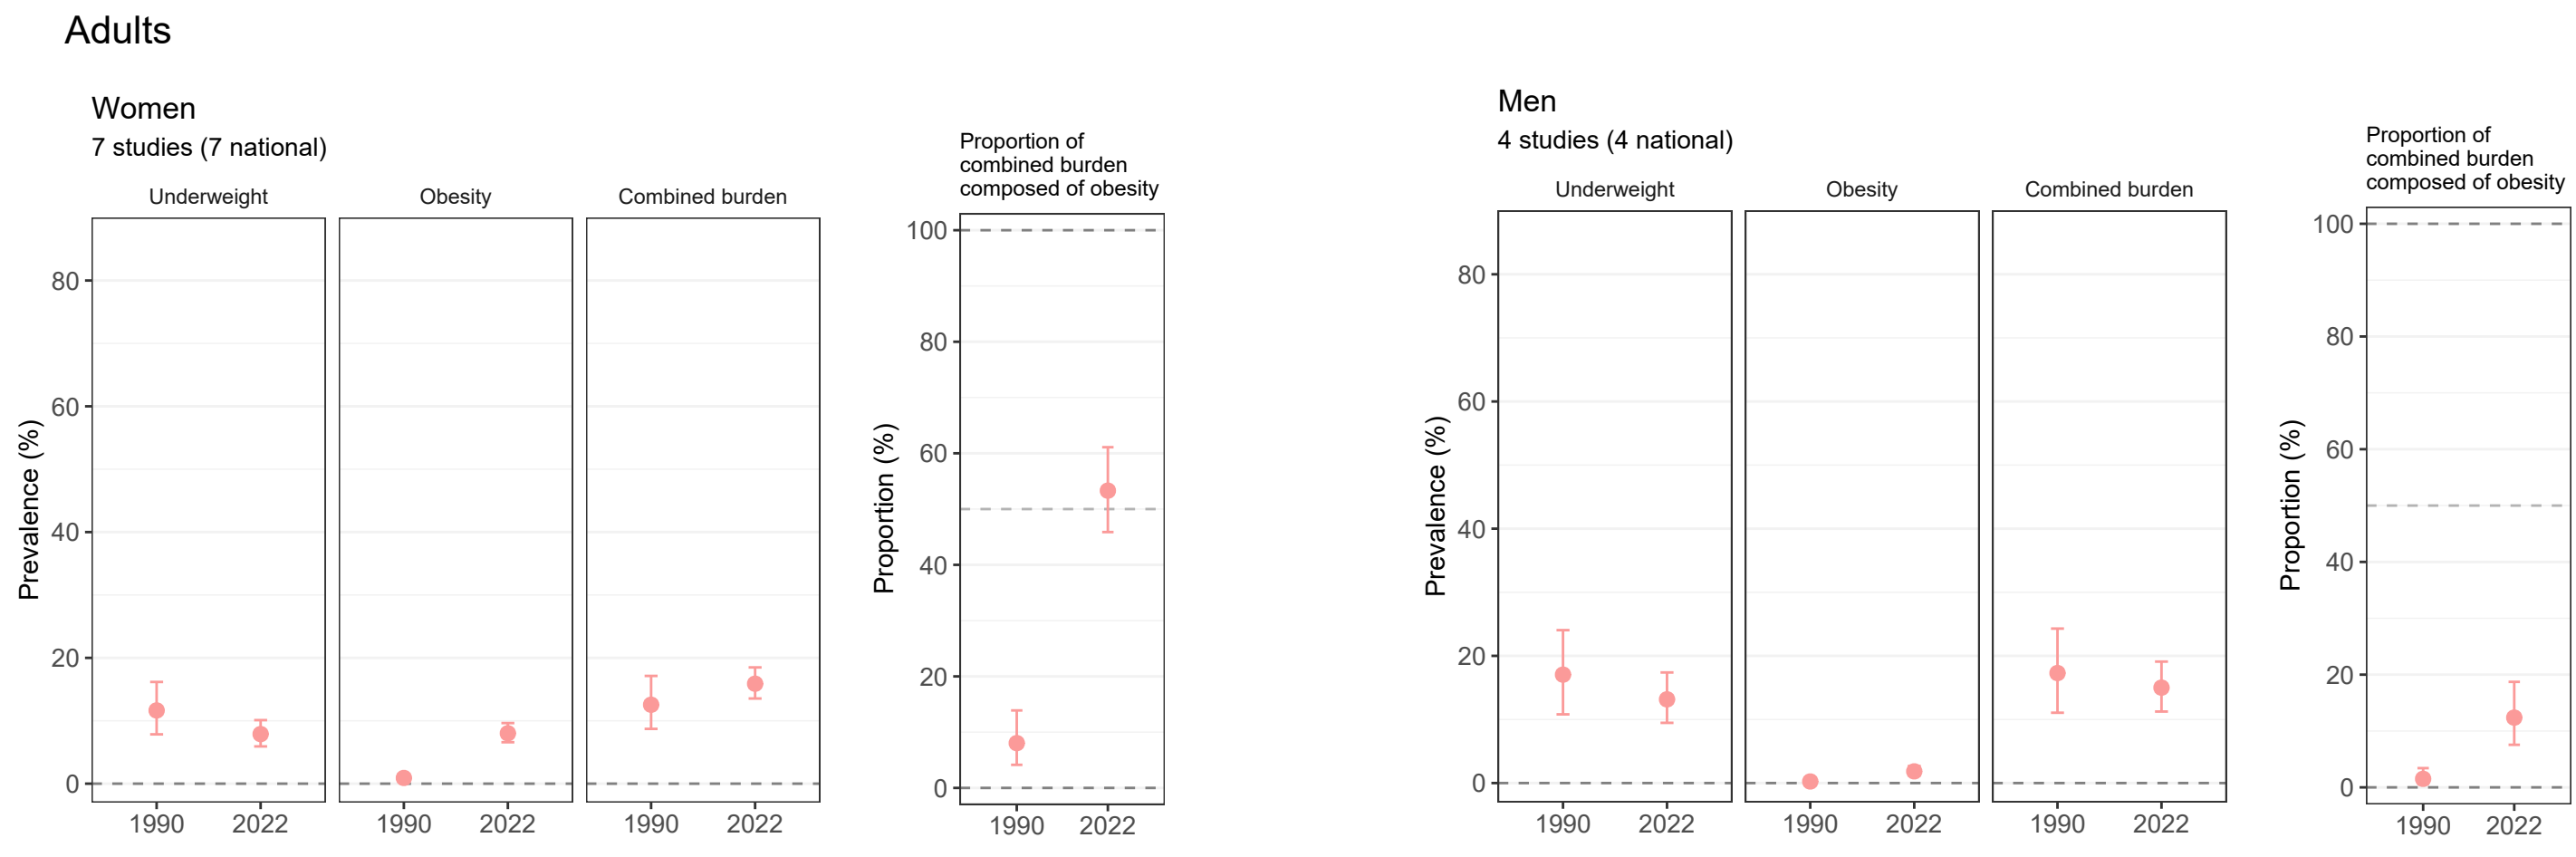 Adults
Women
7 studies (7 national)
Underweight
Obesity
Combined burden
Prevalence (%)
80
60
40
20
0
1990
2022
1990
2022
1990
2022
Proportion of
combined burden
composed of obesity
Proportion (%)
100
80
60
40
20
0
1990
2022
Men
4 studies (4 national)
Underweight
Obesity
Combined burden
Prevalence (%)
80
60
40
20
0
1990
2022
1990
2022
1990
2022
Proportion of
combined burden
composed of obesity
Proportion (%)
100
80
60
40
20
0
1990
2022